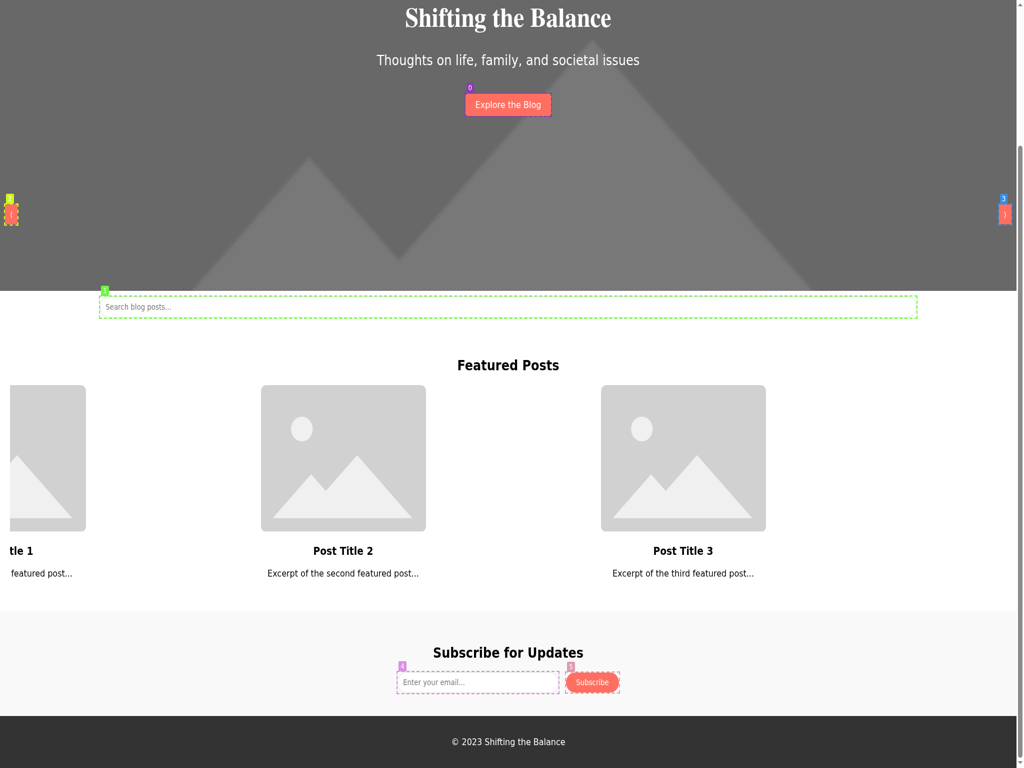 Shifting the Balance
Thoughts on life, family, and societal issues
0
Explore the Blog
2
3
⟨
⟩
1
Search blog posts...
Featured Posts
tle 1
Post Title 2
Post Title 3
featured post...
Excerpt of the second featured post...
Excerpt of the third featured post...
Subscribe for Updates
4
5
Enter your email...
Subscribe
© 2023 Shifting the Balance